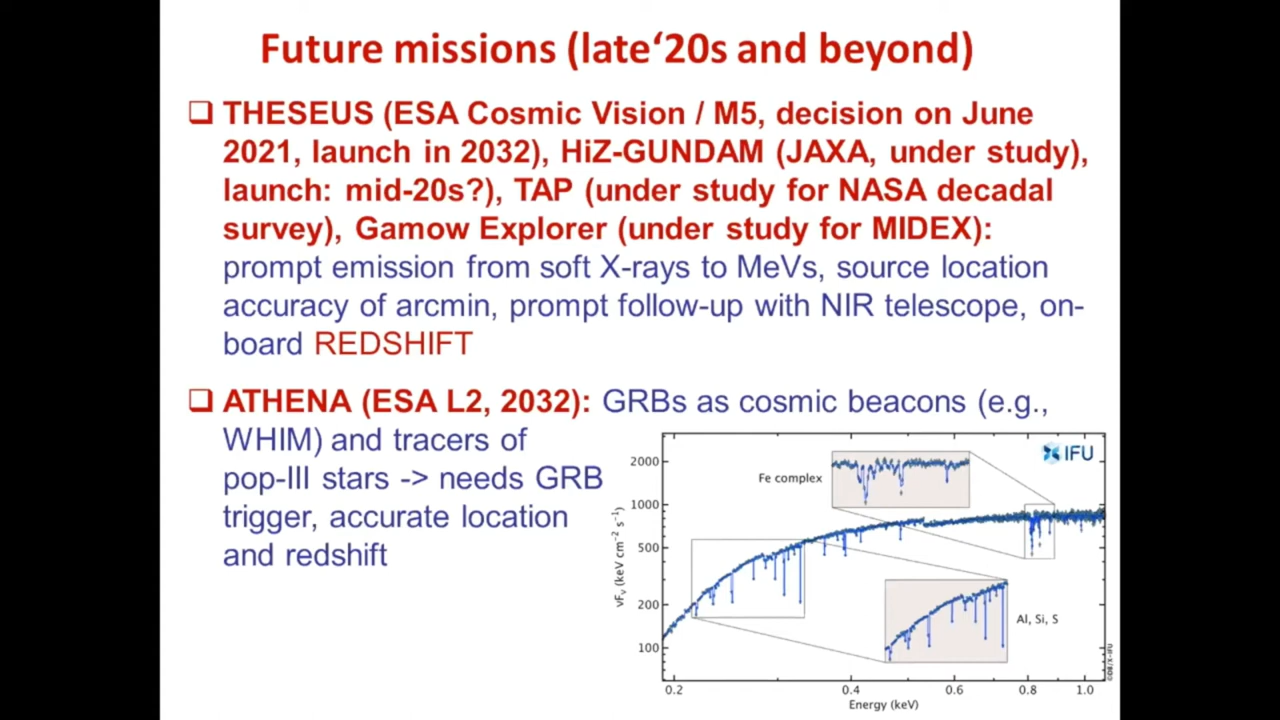 Future missions (late‘20s and beyond)
❑ THESEUS (ESA Cosmic Vision / M5, decision on June
2021, launch in 2032), HiZ-GUNDAM (JAXA, under study),
launch: mid-20s?), TAP (under study for NASA decadal
survey), Gamow Explorer (under study for MIDEX):
prompt emission from soft X-rays to MeVs, source location
accuracy of arcmin, prompt follow-up with NIR telescope, on-
board REDSHIFT
❑ ATHENA (ESA L2, 2032): GRBs as cosmic beacons (e.g.,
WHIM) and tracers of
pop-III stars -> needs GRB
trigger, accurate location
and redshift
IFU
2000
Fe complex
1000
500
200
100
νFν (keV cm⁻² s⁻¹)
Al, Si, S
0.2 0.4 0.6 0.8 1.0
Energy (keV)
©DB/X-IFU